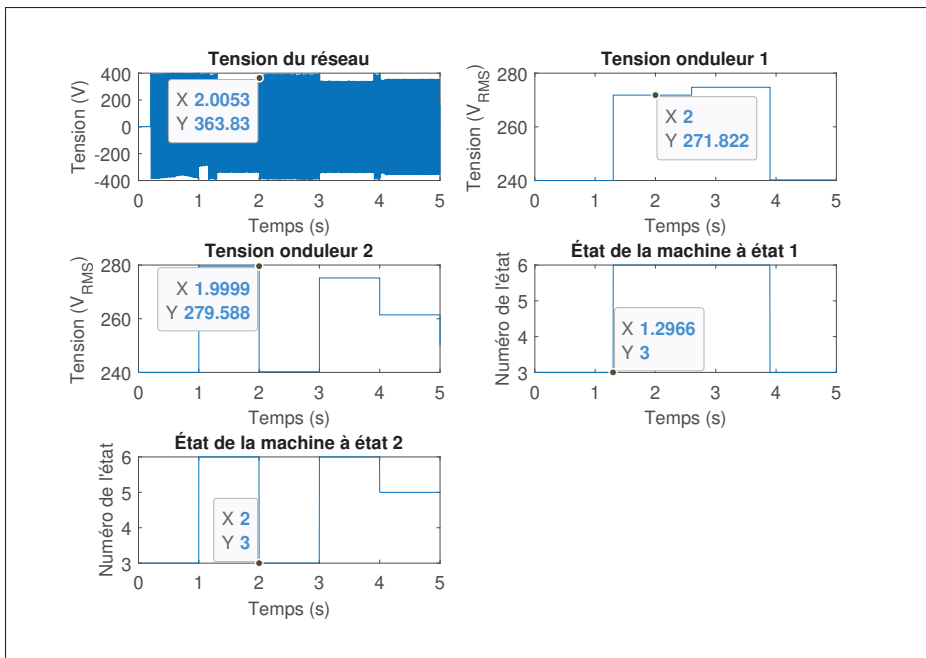 Tension du réseau
Tension (V)
400
200
0
-200
-400
X 2.0053
Y 363.83
0 1 2 3 4 5
Temps (s)
Tension onduleur 1
Tension (V_RMS)
280
260
240
X 2
Y 271.822
0 1 2 3 4 5
Temps (s)
Tension onduleur 2
Tension (V_RMS)
280
260
240
X 1.9999
Y 279.588
0 1 2 3 4 5
Temps (s)
État de la machine à état 1
Numéro de l'état
6
5
4
3
X 1.2966
Y 3
0 1 2 3 4 5
Temps (s)
État de la machine à état 2
Numéro de l'état
6
5
4
3
X 2
Y 3
0 1 2 3 4 5
Temps (s)